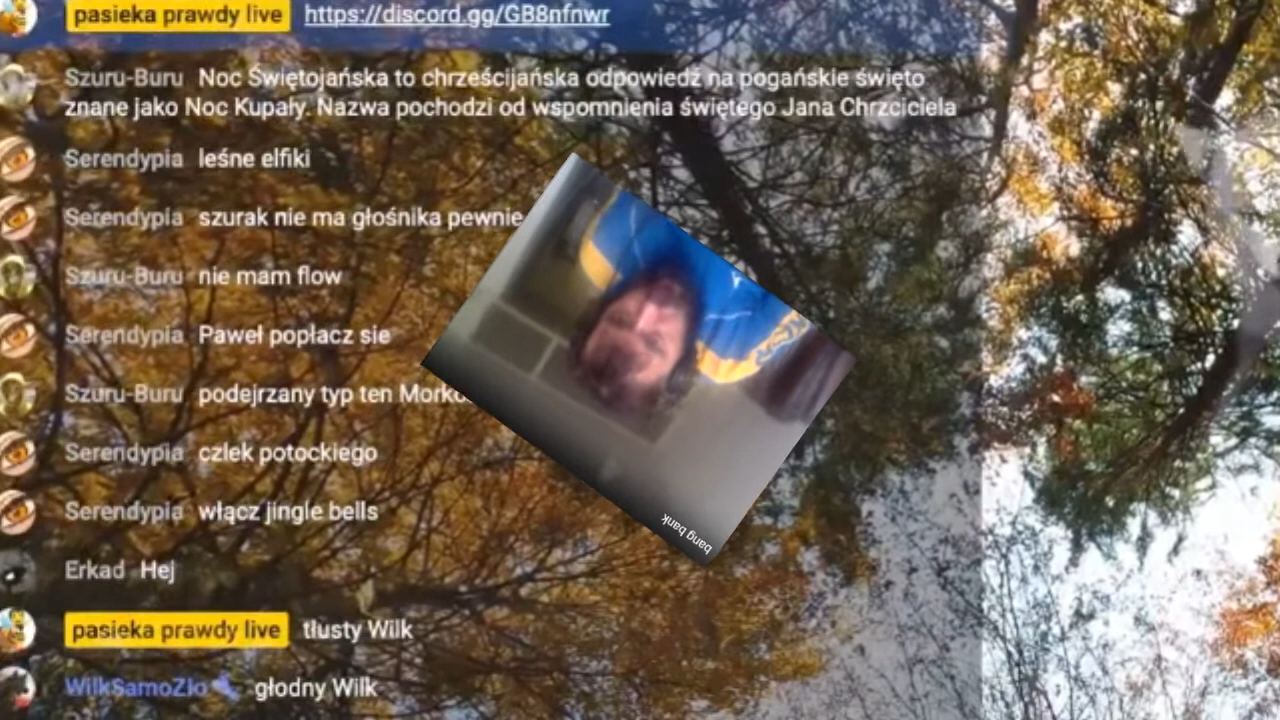 pasieka prawdy live https://discord.gg/GB8nfnwr
Szuru-Buru Noc Świętojańska to chrześcijańska odpowiedź na pogańskie święto
znane jako Noc Kupały. Nazwa pochodzi od wspomnienia świętego Jana Chrzciciela
Serendypia leśne elfiki
Serendypia szurak nie ma głośnika pewnie
Szuru-Buru nie mam flow
Serendypia Paweł popłacz sie
Szuru-Buru podejrzany typ ten
Serendypia człek potockiego
Serendypia włącz jingle bells
Erkad Hej
pasieka prawdy live tłusty Wilk
WilkSamoZło głodny Wilk
bang bank